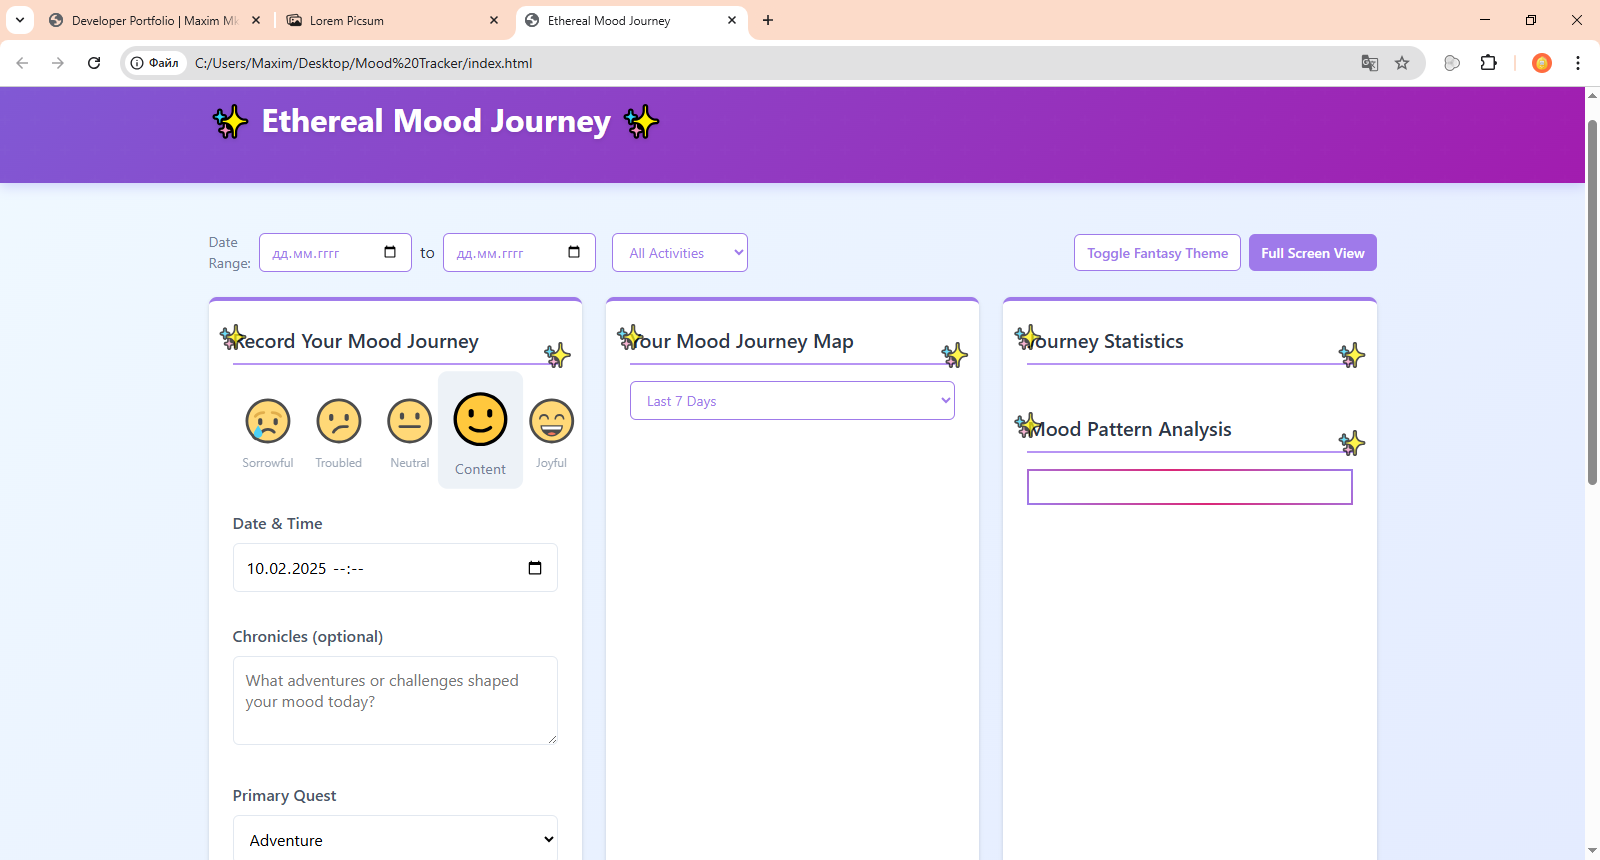 Developer Portfolio | Maxim
Lorem Picsum
Ethereal Mood Journey
Файл
C:/Users/Maxim/Desktop/Mood%20Tracker/index.html
Ethereal Mood Journey
Date
Range:
дд.мм.гггг
to
дд.мм.гггг
All Activities
Toggle Fantasy Theme
Full Screen View
Record Your Mood Journey
Sorrowful
Troubled
Neutral
Content
Joyful
Date & Time
10.02.2025 --:--
Chronicles (optional)
What adventures or challenges shaped
your mood today?
Primary Quest
Adventure
Your Mood Journey Map
Last 7 Days
Journey Statistics
Mood Pattern Analysis